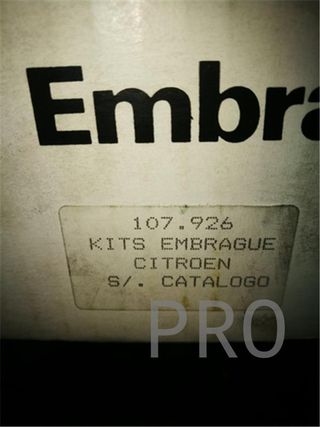 Embra
107.926
KITS EMBRAGUE
CITROEN
S/. CATALOGO
PRO